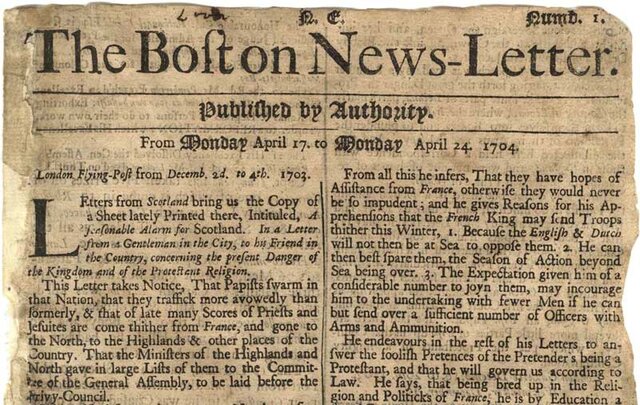 N. E.
Numb. 1.
The Boſton News-Letter.
Publiſhed by Authority.
From Monday April 17. to Monday April 24. 1704.
London Flying-Poſt from Decemb. 2d. to 4th. 1703.
LEtters from Scotland bring us the Copy of
a Sheet lately Printed there, Intituled, A
ſeaſonable Alarm for Scotland. In a Letter
from a Gentleman in the City, to his Friend in
the Country, concerning the preſent Danger of
the Kingdom and of the Proteſtant Religion.
This Letter takes Notice, That Papiſts ſwarm in
that Nation, that they traffick more avowedly than
formerly, & that of late many Scores of Prieſts and
Jeſuites are come thither from France, and gone to
the North, to the Highlands & other places of the
Country. That the Miniſters of the Highlands and
North gave in large Liſts of them to the Commit-
tee of the General Aſſembly, to be laid before the
Privy-Council.
From all this he infers, That they have hopes of
Aſſiſtance from France, otherwiſe they would never
be ſo impudent; and he gives Reaſons for his Ap-
prehenſions that the French King may ſend Troops
thither this Winter, 1. Becauſe the Engliſh & Dutch
will not then be at Sea to oppoſe them. 2. He can
then beſt ſpare them, the Seaſon of Action beyond
Sea being over. 3. The Expectation given him of a
conſiderable number to joyn them, may incourage
him to the undertaking with fewer Men if he can
but ſend over a ſufficient number of Officers with
Arms and Ammunition.
He endeavours in the reſt of his Letters to an-
ſwer the fooliſh Pretences of the Pretender's being
a Proteſtant, and that he will govern us according to
Law. He ſays, that being bred up in the Reli-
gion and Politicks of France, he is by Education a